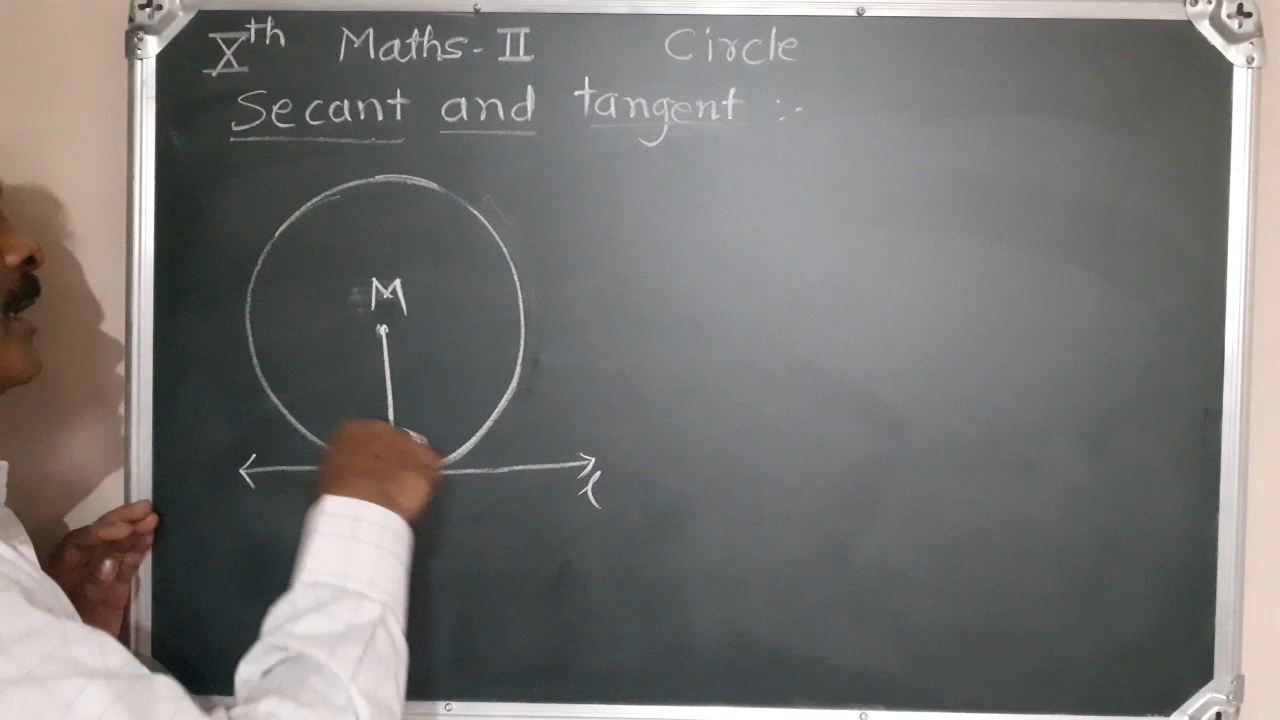 Xth Maths-II Circle
Secant and tangent :-
M
l